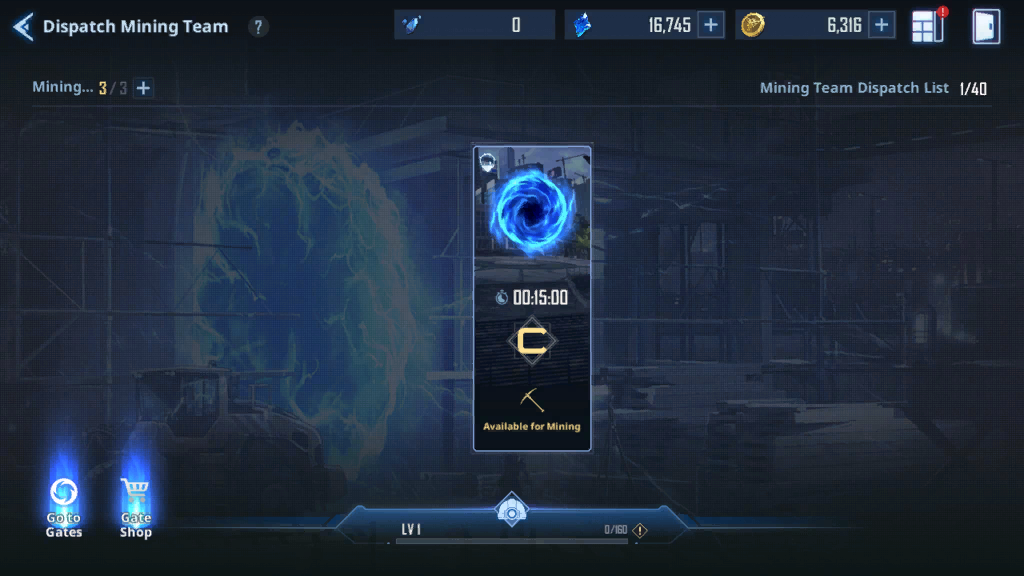 Dispatch Mining Team ?
0
16,745 +
6,316 +
!
Mining... 3 / 3 +
Mining Team Dispatch List 1/40
00:15:00
C
Available for Mining
Go to
Gates
Gate
Shop
LV 1
0/160 !